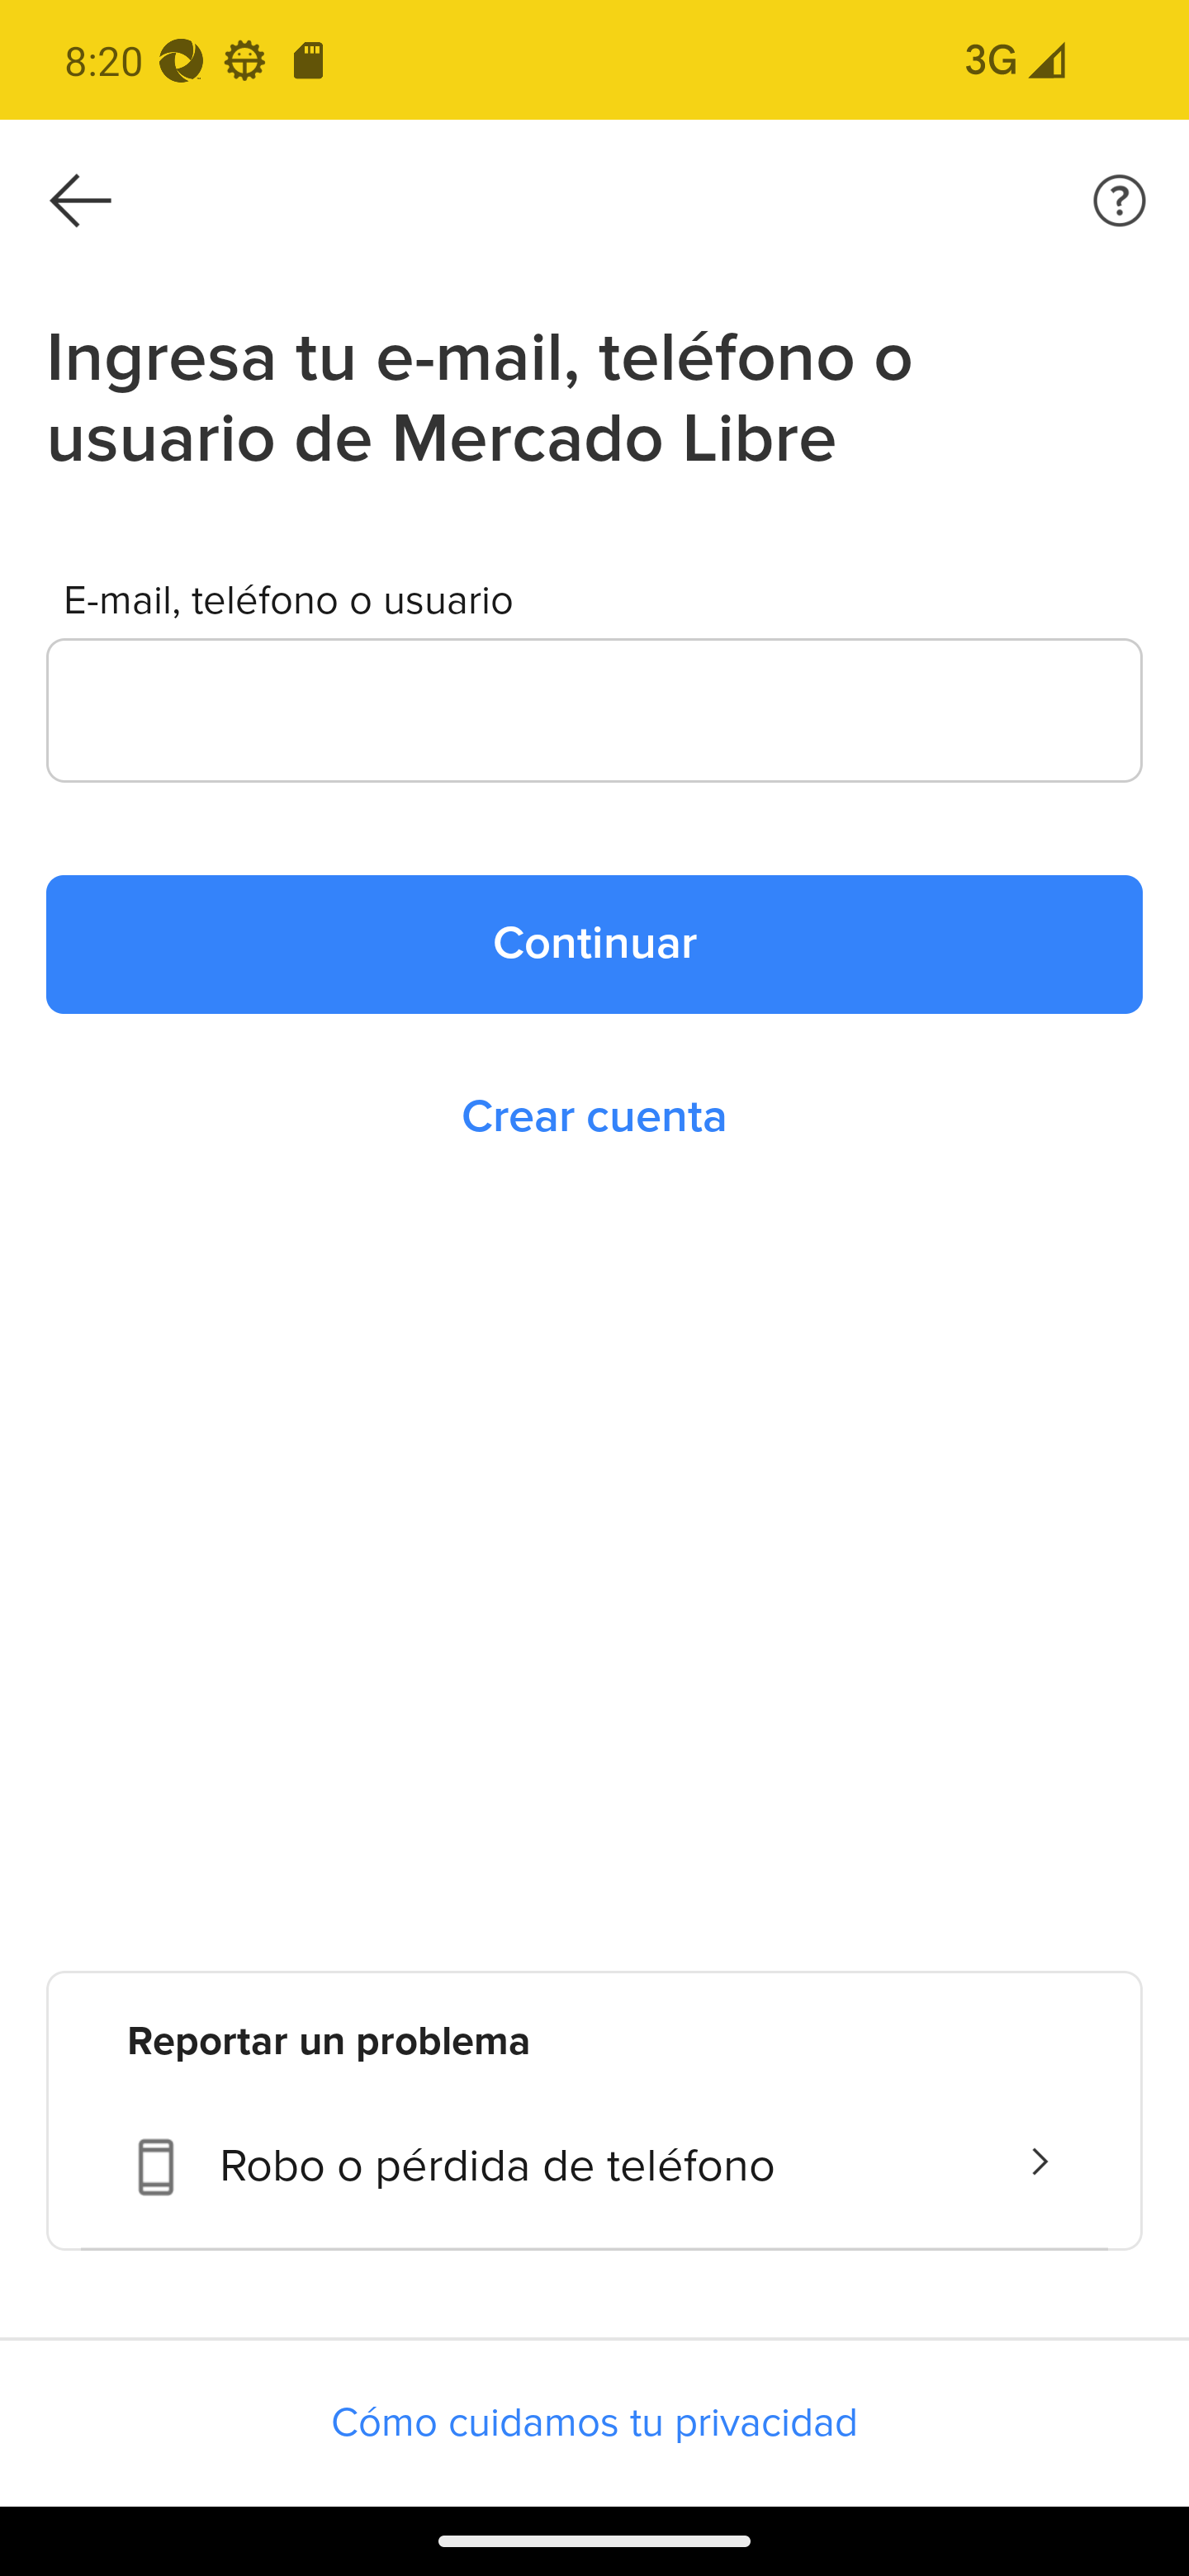 8:20
3G
Ingresa tu e-mail, teléfono o
usuario de Mercado Libre
E-mail, teléfono o usuario
Continuar
Crear cuenta
Reportar un problema
Robo o pérdida de teléfono
Cómo cuidamos tu privacidad